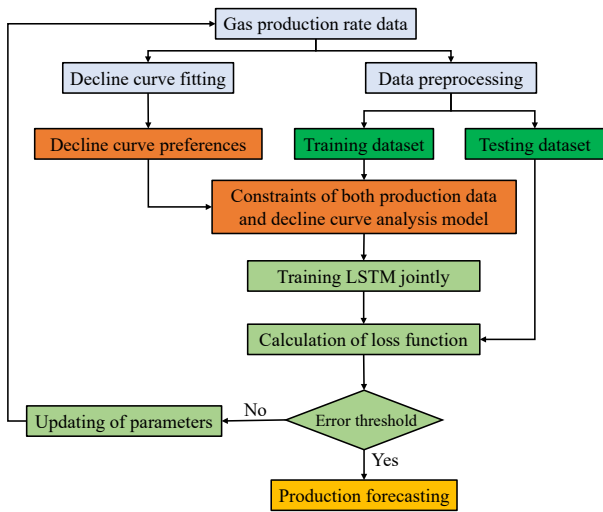 Gas production rate data
Decline curve fitting
Data preprocessing
Decline curve preferences
Training dataset
Testing dataset
Constraints of both production data
and decline curve analysis model
Training LSTM jointly
Calculation of loss function
Updating of parameters
No
Error threshold
Yes
Production forecasting